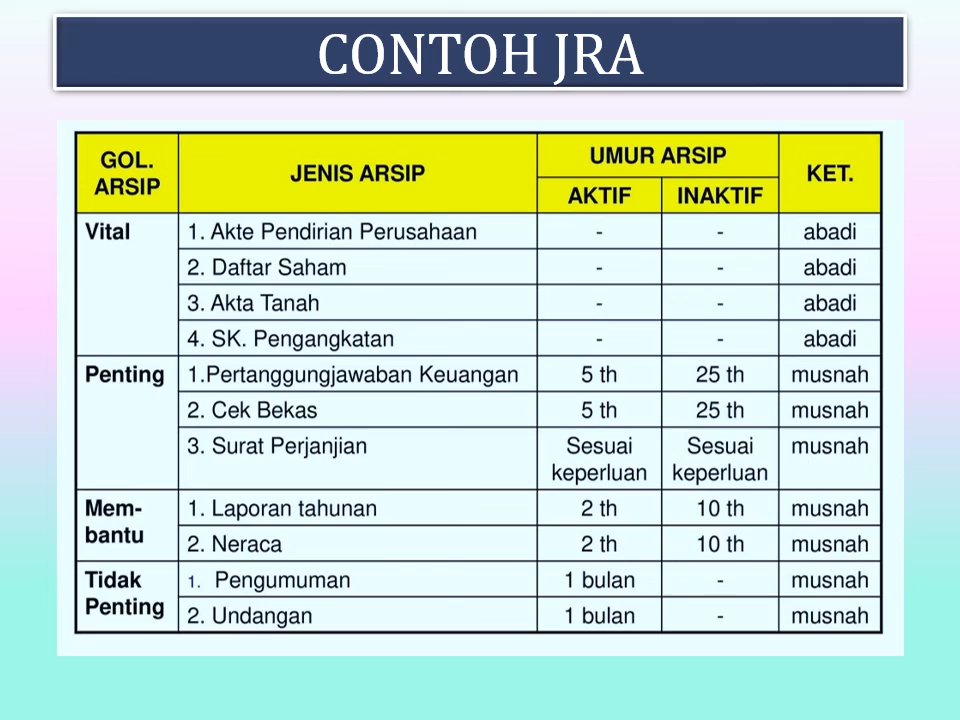 CONTOH JRA
GOL. ARSIP JENIS ARSIP UMUR ARSIP KET.
AKTIF INAKTIF
Vital 1. Akte Pendirian Perusahaan - - abadi
2. Daftar Saham - - abadi
3. Akta Tanah - - abadi
4. SK. Pengangkatan - - abadi
Penting 1.Pertanggungjawaban Keuangan 5 th 25 th musnah
2. Cek Bekas 5 th 25 th musnah
3. Surat Perjanjian Sesuai keperluan Sesuai keperluan musnah
Mem-bantu 1. Laporan tahunan 2 th 10 th musnah
2. Neraca 2 th 10 th musnah
Tidak Penting 1. Pengumuman 1 bulan - musnah
2. Undangan 1 bulan - musnah